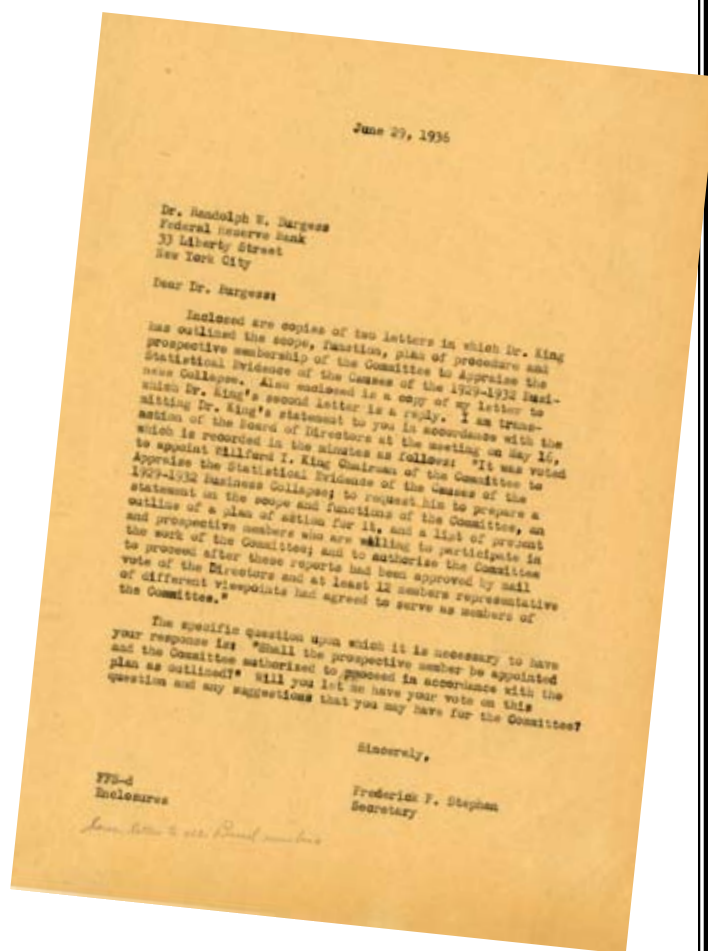 June 29, 1936
Dr. Randolph W. Burgess
Federal Reserve Bank
33 Liberty Street
New York City
Dear Dr. Burgess:
Inclosed are copies of two letters in which Dr. King
has outlined the scope, function, plan of procedure and
prospective membership of the Committee to Appraise the
Statistical Evidence of the Causes of the 1929-1932 Busi-
ness Collapse. Also enclosed is a copy of my letter to
which Dr. King's second letter is a reply. I am trans-
mitting Dr. King's statement to you in accordance with the
action of the Board of Directors at the meeting on May 16,
which is recorded in the minutes as follows: "It was voted
to appoint Willford I. King Chairman of the Committee to
Appraise the Statistical Evidence of the Causes of the
1929-1932 Business Collapse; to request him to prepare a
statement on the scope and functions of the Committee, an
outline of a plan of action for it, and a list of present
and prospective members who are willing to participate in
the work of the Committee; and to authorize the Committee
to proceed after these reports had been approved by mail
vote of the Directors and at least 12 members representative
of different viewpoints had agreed to serve as members of
the Committee."
The specific question upon which it is necessary to have
your response is: "Shall the prospective member be appointed
and the Committee authorized to proceed in accordance with the
plan as outlined?" Will you let me have your vote on this
question and any suggestions that you may have for the Committee?
Sincerely,
Frederick F. Stephan
Secretary
FFS-d
Enclosures
Same letter to all Board members